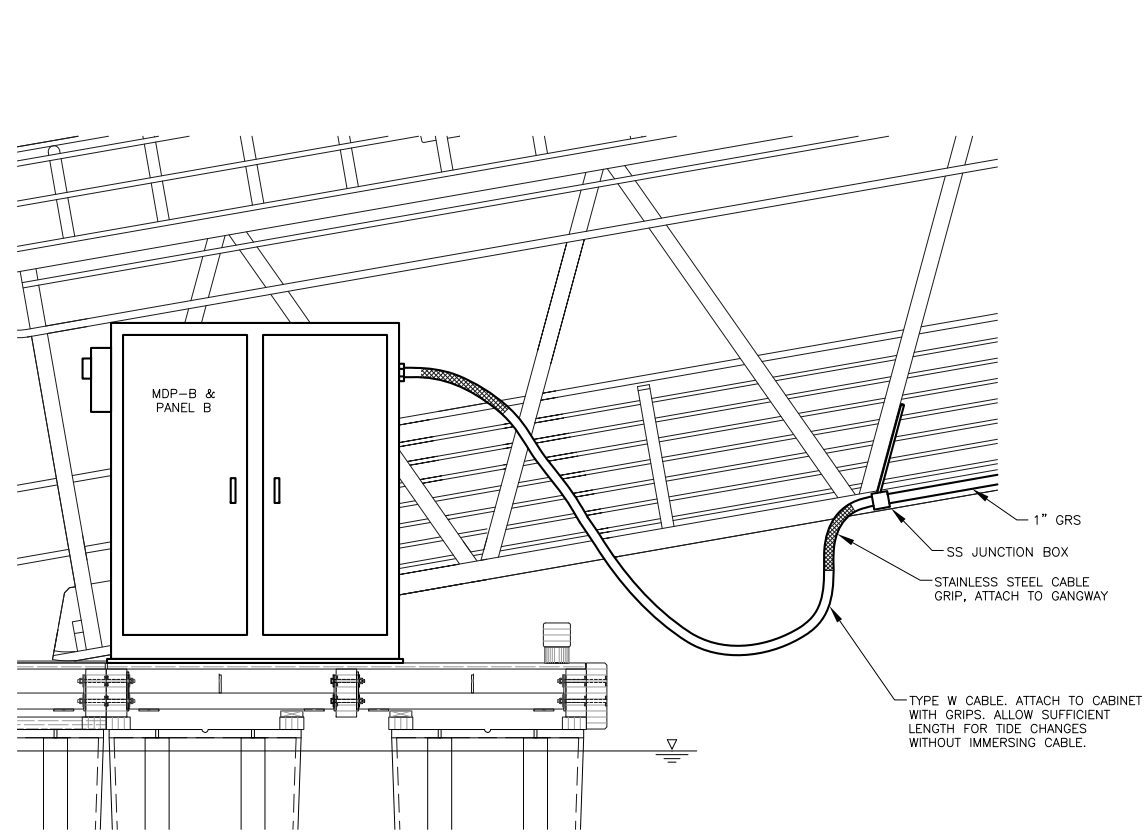 MDP-B &
PANEL B
1" GRS
SS JUNCTION BOX
STAINLESS STEEL CABLE
GRIP, ATTACH TO GANGWAY
TYPE W CABLE. ATTACH TO CABINET
WITH GRIPS. ALLOW SUFFICIENT
LENGTH FOR TIDE CHANGES
WITHOUT IMMERSING CABLE.